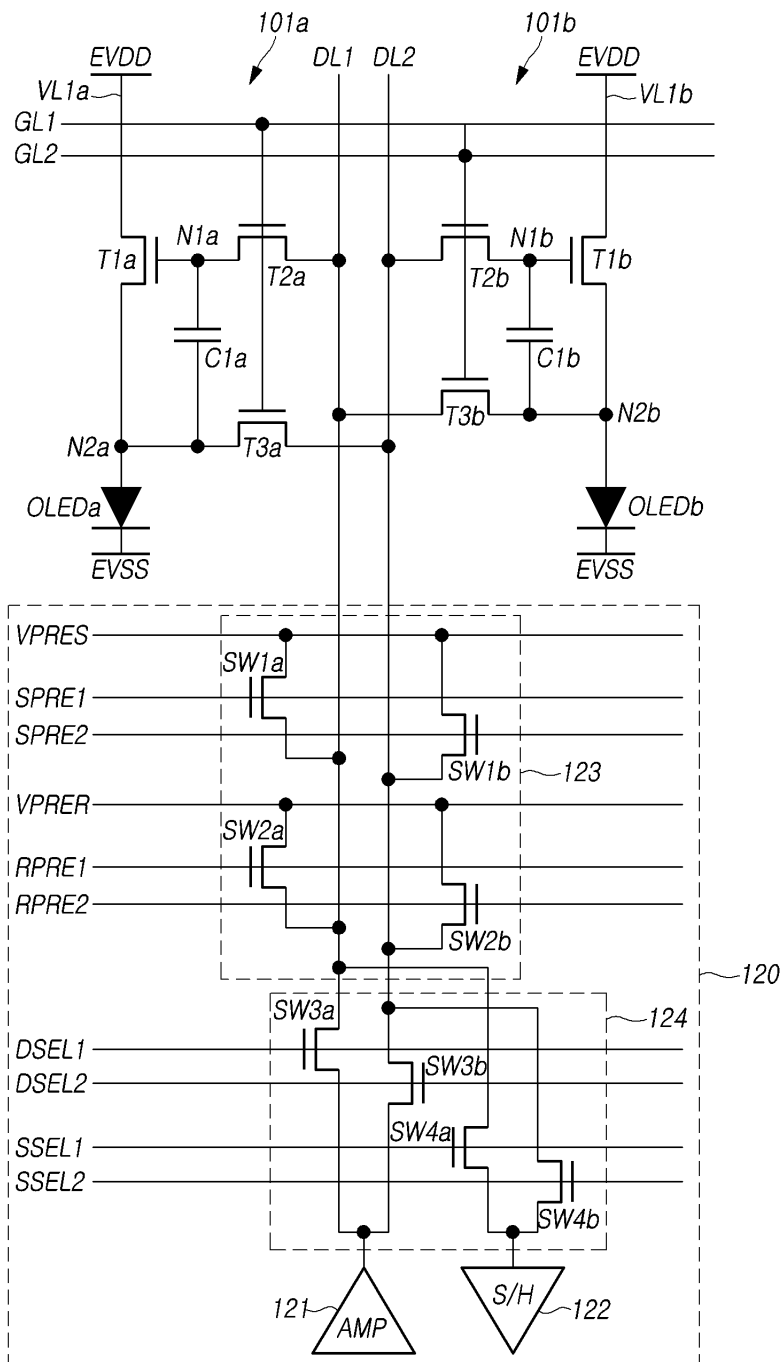 101a DL1 DL2 101b
EVDD EVDD
VL1a VL1b
GL1
GL2
N1a N1b
T1a T2a T2b T1b
C1a C1b
T3b N2b
N2a T3a
OLEDa OLEDb
EVSS EVSS
VPRES
SW1a
SPRE1
SPRE2
SW1b 123
VPRER
SW2a
RPRE1
RPRE2
SW2b
120
SW3a 124
DSEL1
DSEL2 SW3b
SW4a
SSEL1
SSEL2
SW4b
121 AMP S/H 122